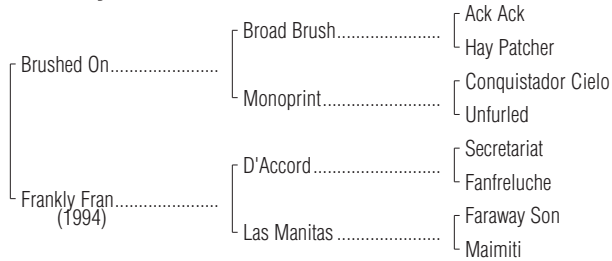 Ack Ack
Broad Brush..................
Hay Patcher
Brushed On......................
Conquistador Cielo
Monoprint.....................
Unfurled
Secretariat
D'Accord.......................
Fanfreluche
Frankly Fran.....................
(1994)
Faraway Son
Las Manitas ...................
Maimiti